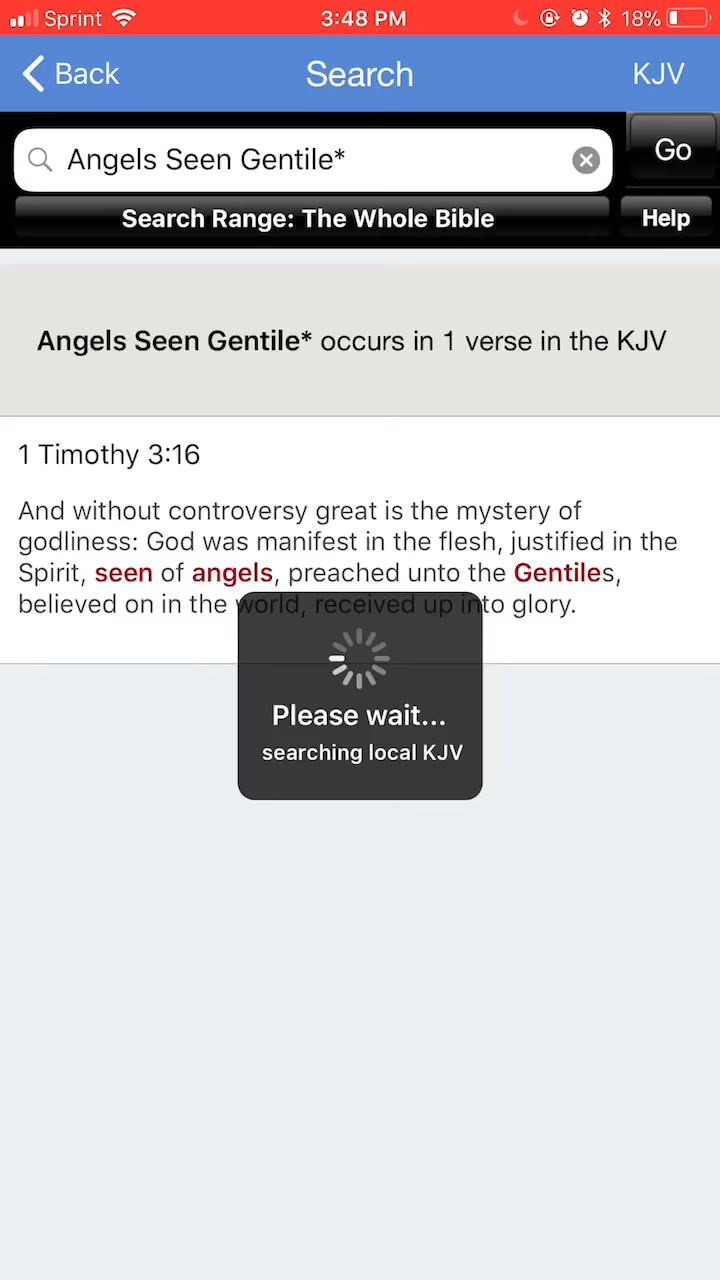 Sprint 3:48 PM 18%
Back Search KJV
Angels Seen Gentile* Go
Search Range: The Whole Bible Help
Angels Seen Gentile* occurs in 1 verse in the KJV
1 Timothy 3:16
And without controversy great is the mystery of
godliness: God was manifest in the flesh, justified in the
Spirit, seen of angels, preached unto the Gentiles,
believed on in the world, received up into glory.
Please wait...
searching local KJV